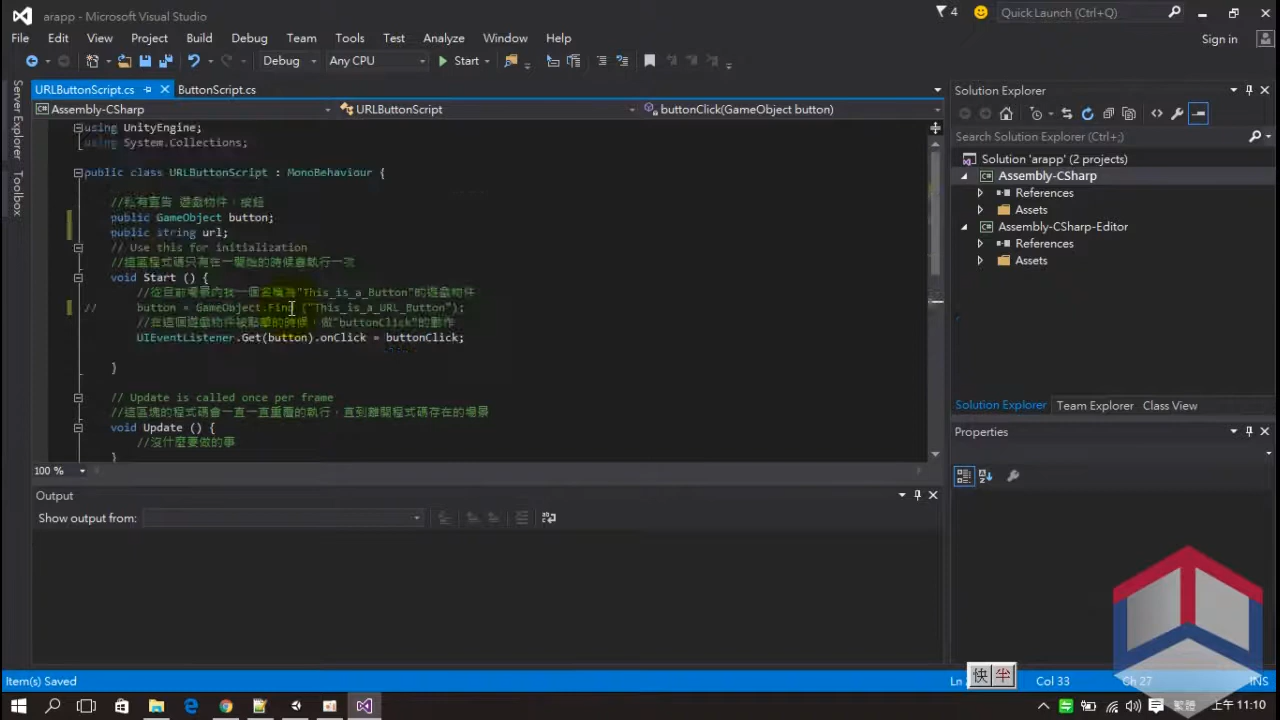 arapp - Microsoft Visual Studio
4
Quick Launch (Ctrl+Q)
File Edit View Project Build Debug Team Tools Test Analyze Window Help
Sign in
Debug Any CPU Start
Server Explorer
Toolbox
URLButtonScript.cs ButtonScript.cs
Assembly-CSharp URLButtonScript buttonClick(GameObject button)
using UnityEngine;
using System.Collections;
public class URLButtonScript : MonoBehaviour {
//私有宣告 遊戲物件, 按鈕
public GameObject button;
public string url;
// Use this for initialization
//這區程式碼只有在一開始的時候會執行一次
void Start () {
//從目前場景內找一個名稱為"This_is_a_Button"的遊戲物件
// button = GameObject.Find ("This_is_a_URL_Button");
//在這個遊戲物件被點擊的時候, 做"buttonClick"的動作
UIEventListener.Get(button).onClick = buttonClick;
}
// Update is called once per frame
//這區塊的程式碼會一直一直重覆的執行, 直到離開程式碼存在的場景
void Update () {
//沒什麼要做的事
}
100 %
Output
Show output from:
Solution Explorer
Search Solution Explorer (Ctrl+;)
Solution 'arapp' (2 projects)
Assembly-CSharp
References
Assets
Assembly-CSharp-Editor
References
Assets
Solution Explorer Team Explorer Class View
Properties
快 半
Item(s) Saved
Ln
Col 33
Ch 27
INS
繁體
上午 11:10